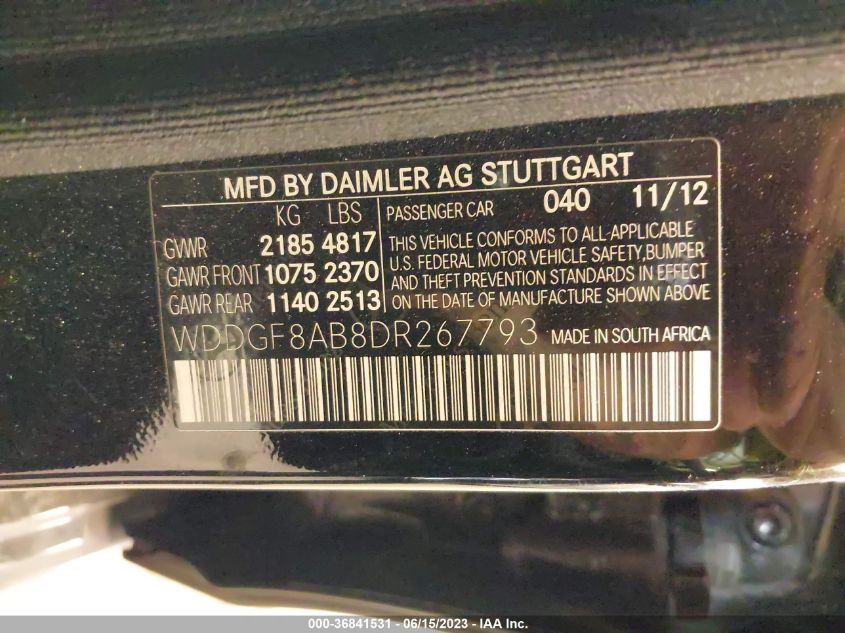 MFD BY DAIMLER AG STUTTGART
KG LBS
GVWR 2185 4817
GAWR FRONT 1075 2370
GAWR REAR 1140 2513
PASSENGER CAR 040 11/12
THIS VEHICLE CONFORMS TO ALL APPLICABLE
U.S. FEDERAL MOTOR VEHICLE SAFETY,BUMPER
AND THEFT PREVENTION STANDARDS IN EFFECT
ON THE DATE OF MANUFACTURE SHOWN ABOVE
WDDGF8AB8DR267793 MADE IN SOUTH AFRICA
000-36841531 - 06/15/2023 - IAA Inc.